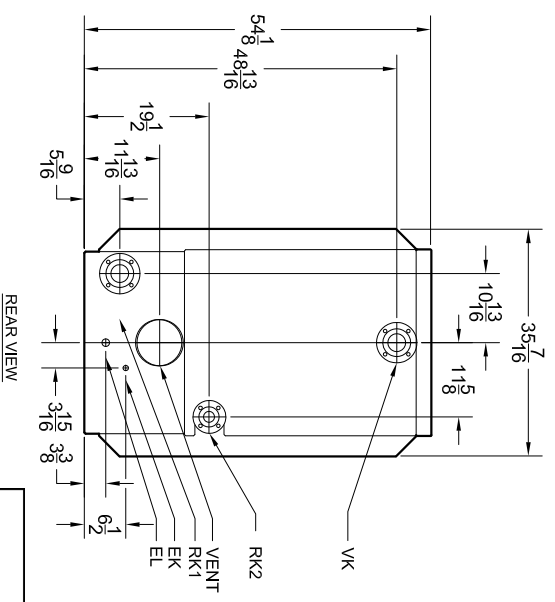 35 7/16
10 13/16
11 5/8
VK
54 1/8
48 13/16
RK2
19 1/2
11 13/16
5 9/16
VENT
RK1
EK
EL
3 15/16
3 3/8
6 1/2
REAR VIEW